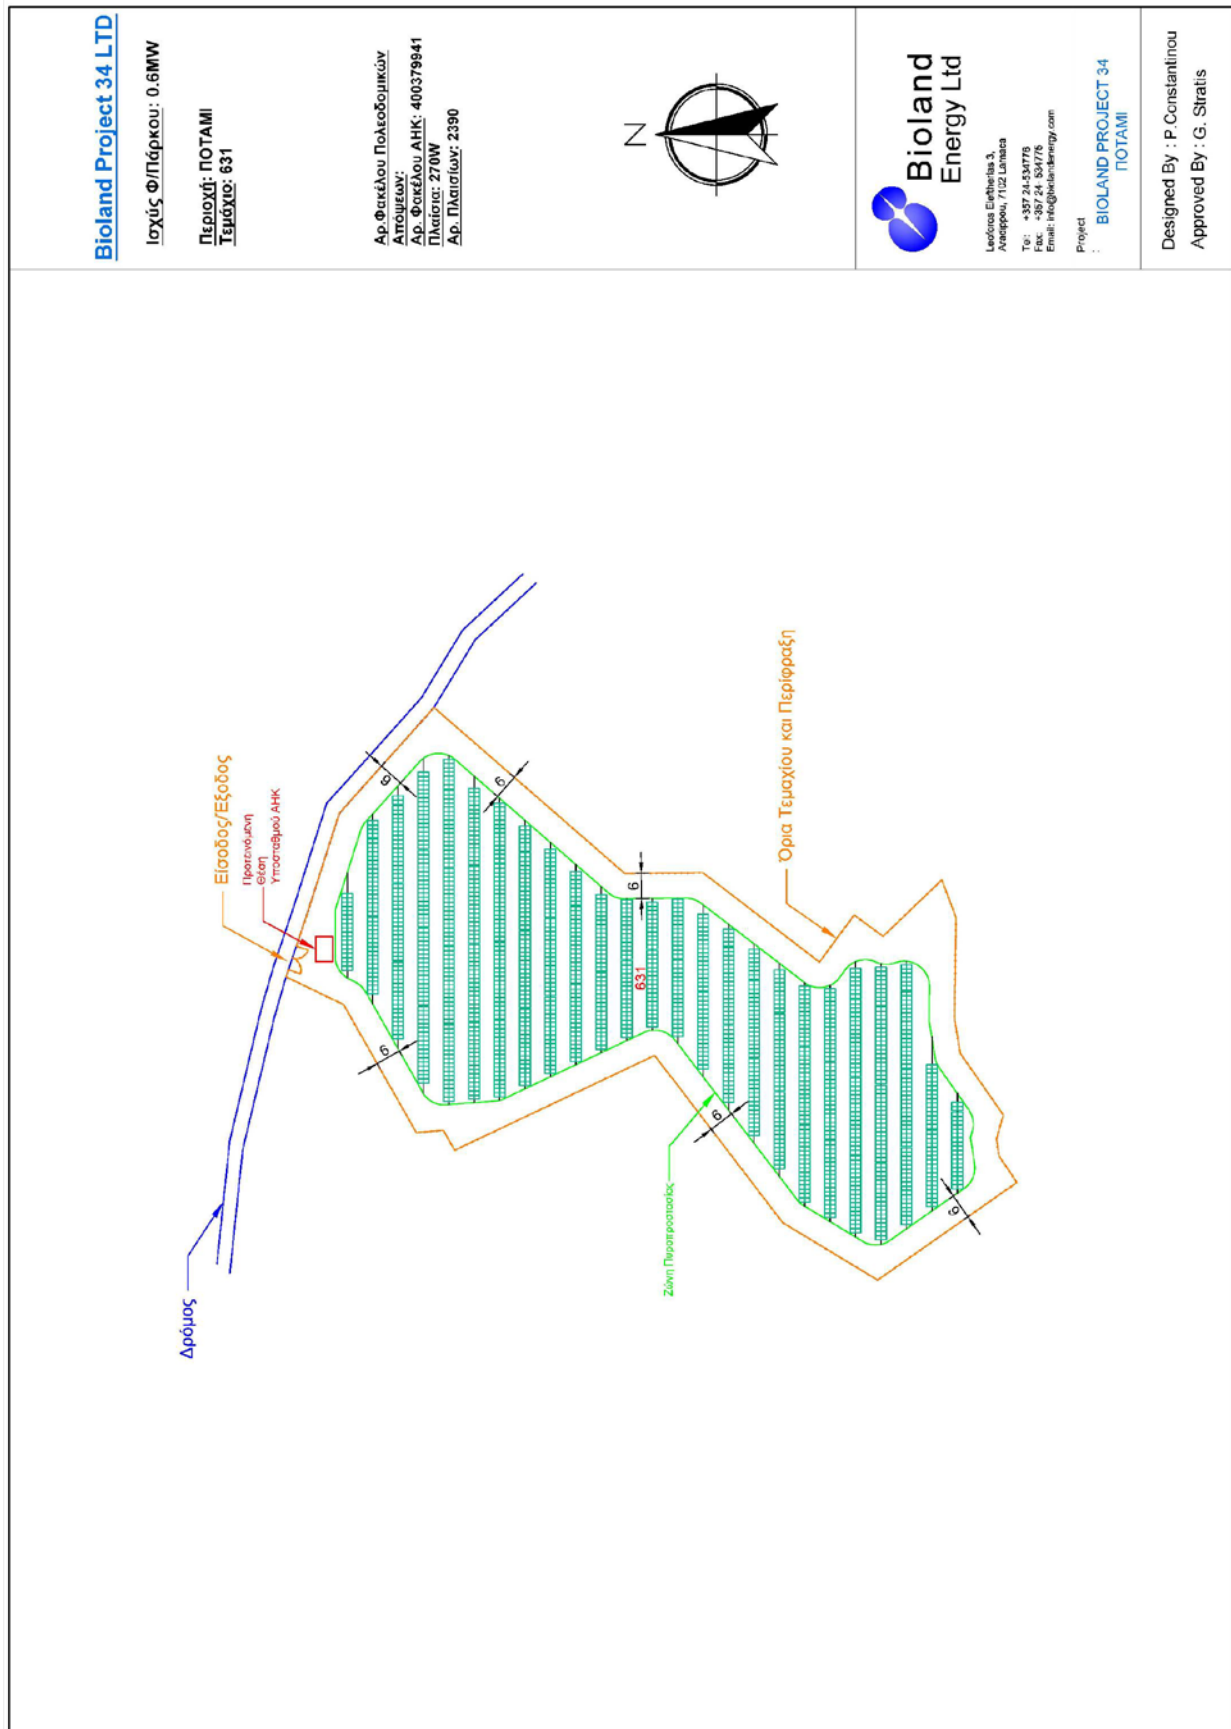 Bioland Project 34 LTD
Ισχύς Φ/Πάρκου: 0.6MW
Περιοχή: ΠΟΤΑΜΙ
Τεμάχιο: 631
Αρ.Φακέλου Πολεοδομικών
Απόψεων:
Αρ. Φακέλου ΑΗΚ: 400379941
Πλαίσια: 270W
Αρ. Πλαισίων: 2390
N
Bioland
Energy Ltd
Leoforos Eleftherias 3,
Aradippou, 7102 Larnaca
Tel: +357 24-534776
Fax: +357 24- 534775
Email: info@biolandenergy.com
Project
:
BIOLAND PROJECT 34
ΠΟΤΑΜΙ
Designed By : P.Constantinou
Approved By : G. Stratis
Δρόμος
Είσοδος/Εξοδος
Προτεινόμενη
Θέση
Υποσταθμού ΑΗΚ
6
6
6
6
631
6
6
Ζώνη Πυροπροστασίας
Όρια Τεμαχίου και Περίφραξη